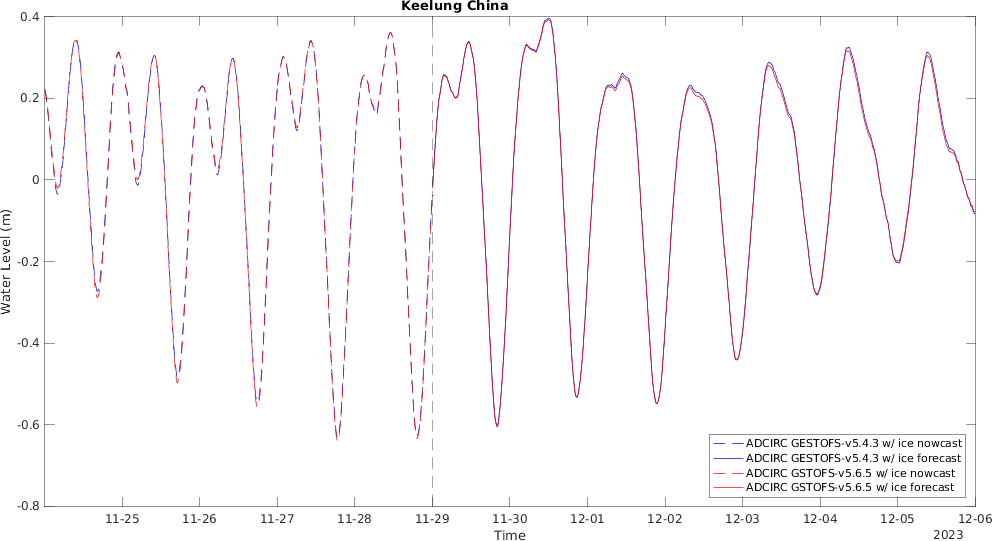 Keelung China
0.4
0.2
0
-0.2
-0.4
-0.6
-0.8
Water Level (m)
11-25 11-26 11-27 11-28 11-29 11-30 12-01 12-02 12-03 12-04 12-05 12-06
Time
2023
ADCIRC GESTOFS-v5.4.3 w/ ice nowcast
ADCIRC GESTOFS-v5.4.3 w/ ice forecast
ADCIRC GSTOFS-v5.6.5 w/ ice nowcast
ADCIRC GSTOFS-v5.6.5 w/ ice forecast